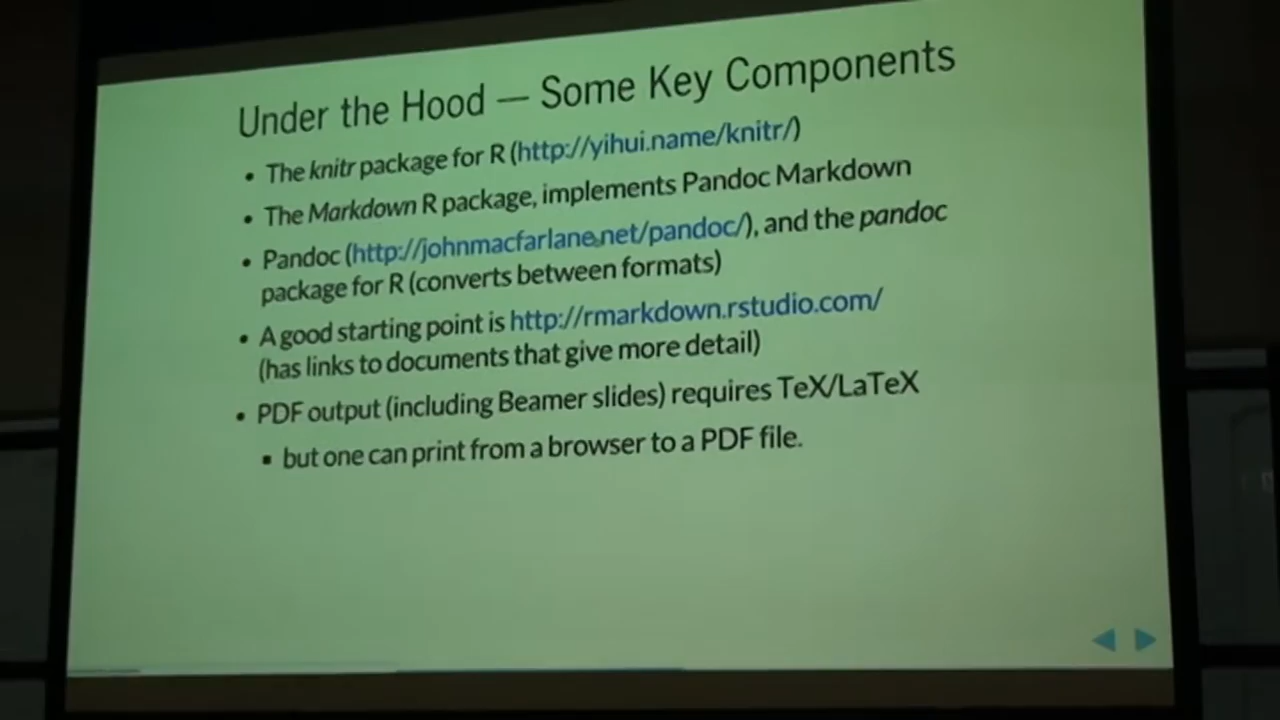 Under the Hood — Some Key Components
• The knitr package for R (http://yihui.name/knitr/)
• The Markdown R package, implements Pandoc Markdown
• Pandoc (http://johnmacfarlane.net/pandoc/), and the pandoc
package for R (converts between formats)
• A good starting point is http://rmarkdown.rstudio.com/
(has links to documents that give more detail)
• PDF output (including Beamer slides) requires TeX/LaTeX
▪ but one can print from a browser to a PDF file.